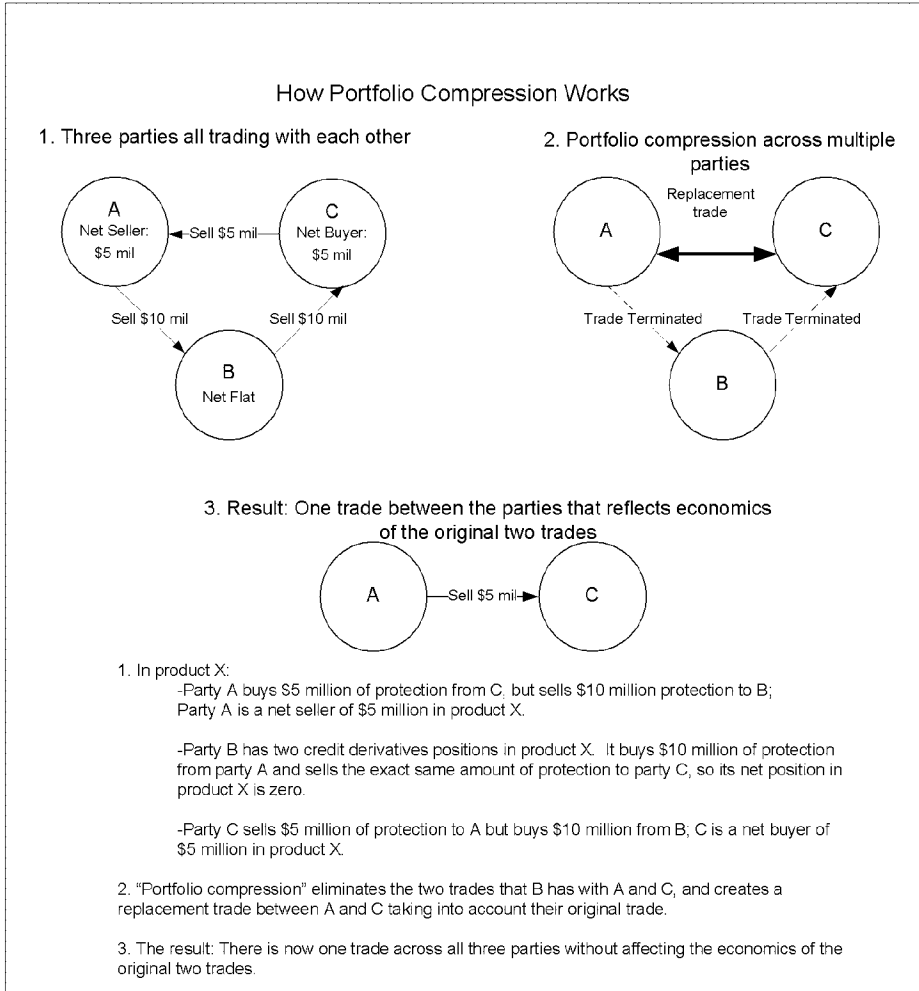 How Portfolio Compression Works
1. Three parties all trading with each other
2. Portfolio compression across multiple
parties
A
Net Seller:
$5 mil
Sell $5 mil
C
Net Buyer:
$5 mil
Sell $10 mil
Sell $10 mil
B
Net Flat
A
Replacement
trade
C
Trade Terminated
Trade Terminated
B
3. Result: One trade between the parties that reflects economics
of the original two trades
A
Sell $5 mil
C
1. In product X:
-Party A buys $5 million of protection from C, but sells $10 million protection to B;
Party A is a net seller of $5 million in product X.
-Party B has two credit derivatives positions in product X. It buys $10 million of protection
from party A and sells the exact same amount of protection to party C, so its net position in
product X is zero.
-Party C sells $5 million of protection to A but buys $10 million from B; C is a net buyer of
$5 million in product X.
2. “Portfolio compression” eliminates the two trades that B has with A and C, and creates a
replacement trade between A and C taking into account their original trade.
3. The result: There is now one trade across all three parties without affecting the economics of the
original two trades.